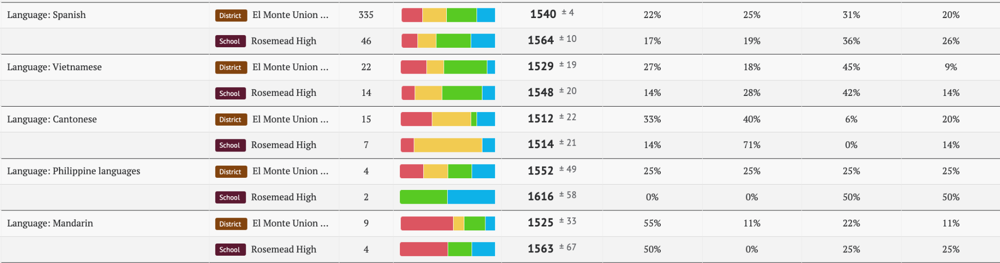 Language: Spanish District El Monte Union ... 335 1540 ± 4 22% 25% 31% 20%
School Rosemead High 46 1564 ± 10 17% 19% 36% 26%
Language: Vietnamese District El Monte Union ... 22 1529 ± 19 27% 18% 45% 9%
School Rosemead High 14 1548 ± 20 14% 28% 42% 14%
Language: Cantonese District El Monte Union ... 15 1512 ± 22 33% 40% 6% 20%
School Rosemead High 7 1514 ± 21 14% 71% 0% 14%
Language: Philippine languages District El Monte Union ... 4 1552 ± 49 25% 25% 25% 25%
School Rosemead High 2 1616 ± 58 0% 0% 50% 50%
Language: Mandarin District El Monte Union ... 9 1525 ± 33 55% 11% 22% 11%
School Rosemead High 4 1563 ± 67 50% 0% 25% 25%